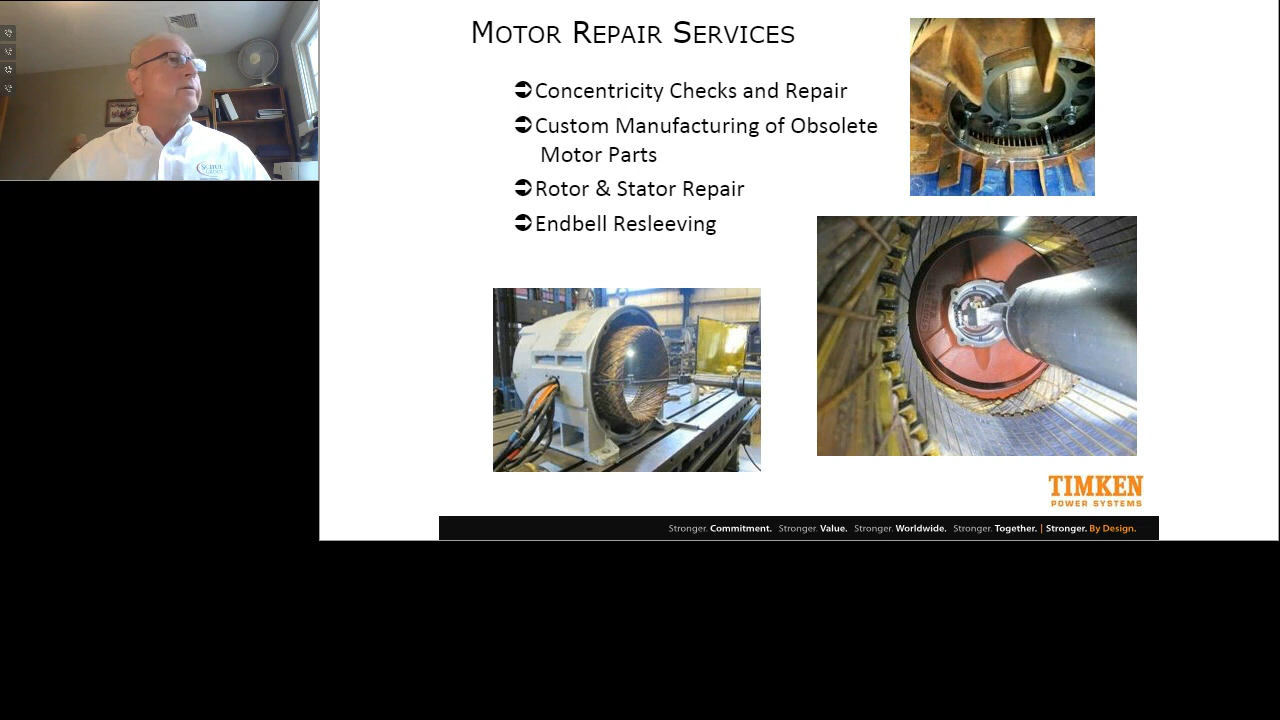 MOTOR REPAIR SERVICES
Concentricity Checks and Repair
Custom Manufacturing of Obsolete
Motor Parts
Rotor & Stator Repair
Endbell Resleeving
TIMKEN
POWER SYSTEMS
Stronger. Commitment. Stronger. Value. Stronger. Worldwide. Stronger. Together. | Stronger. By Design.